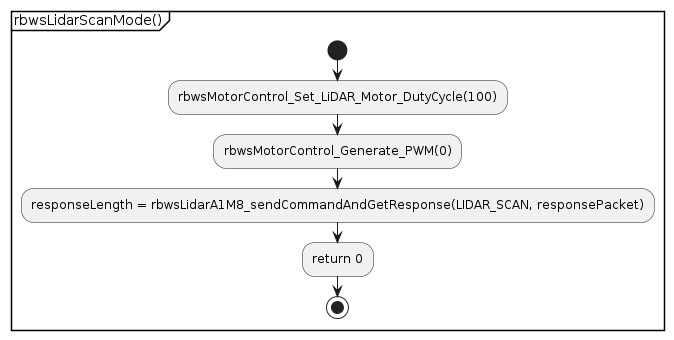 rbwsLidarScanMode()
rbwsMotorControl_Set_LiDAR_Motor_DutyCycle(100)
rbwsMotorControl_Generate_PWM(0)
responseLength = rbwsLidarA1M8_sendCommandAndGetResponse(LIDAR_SCAN, responsePacket)
return 0